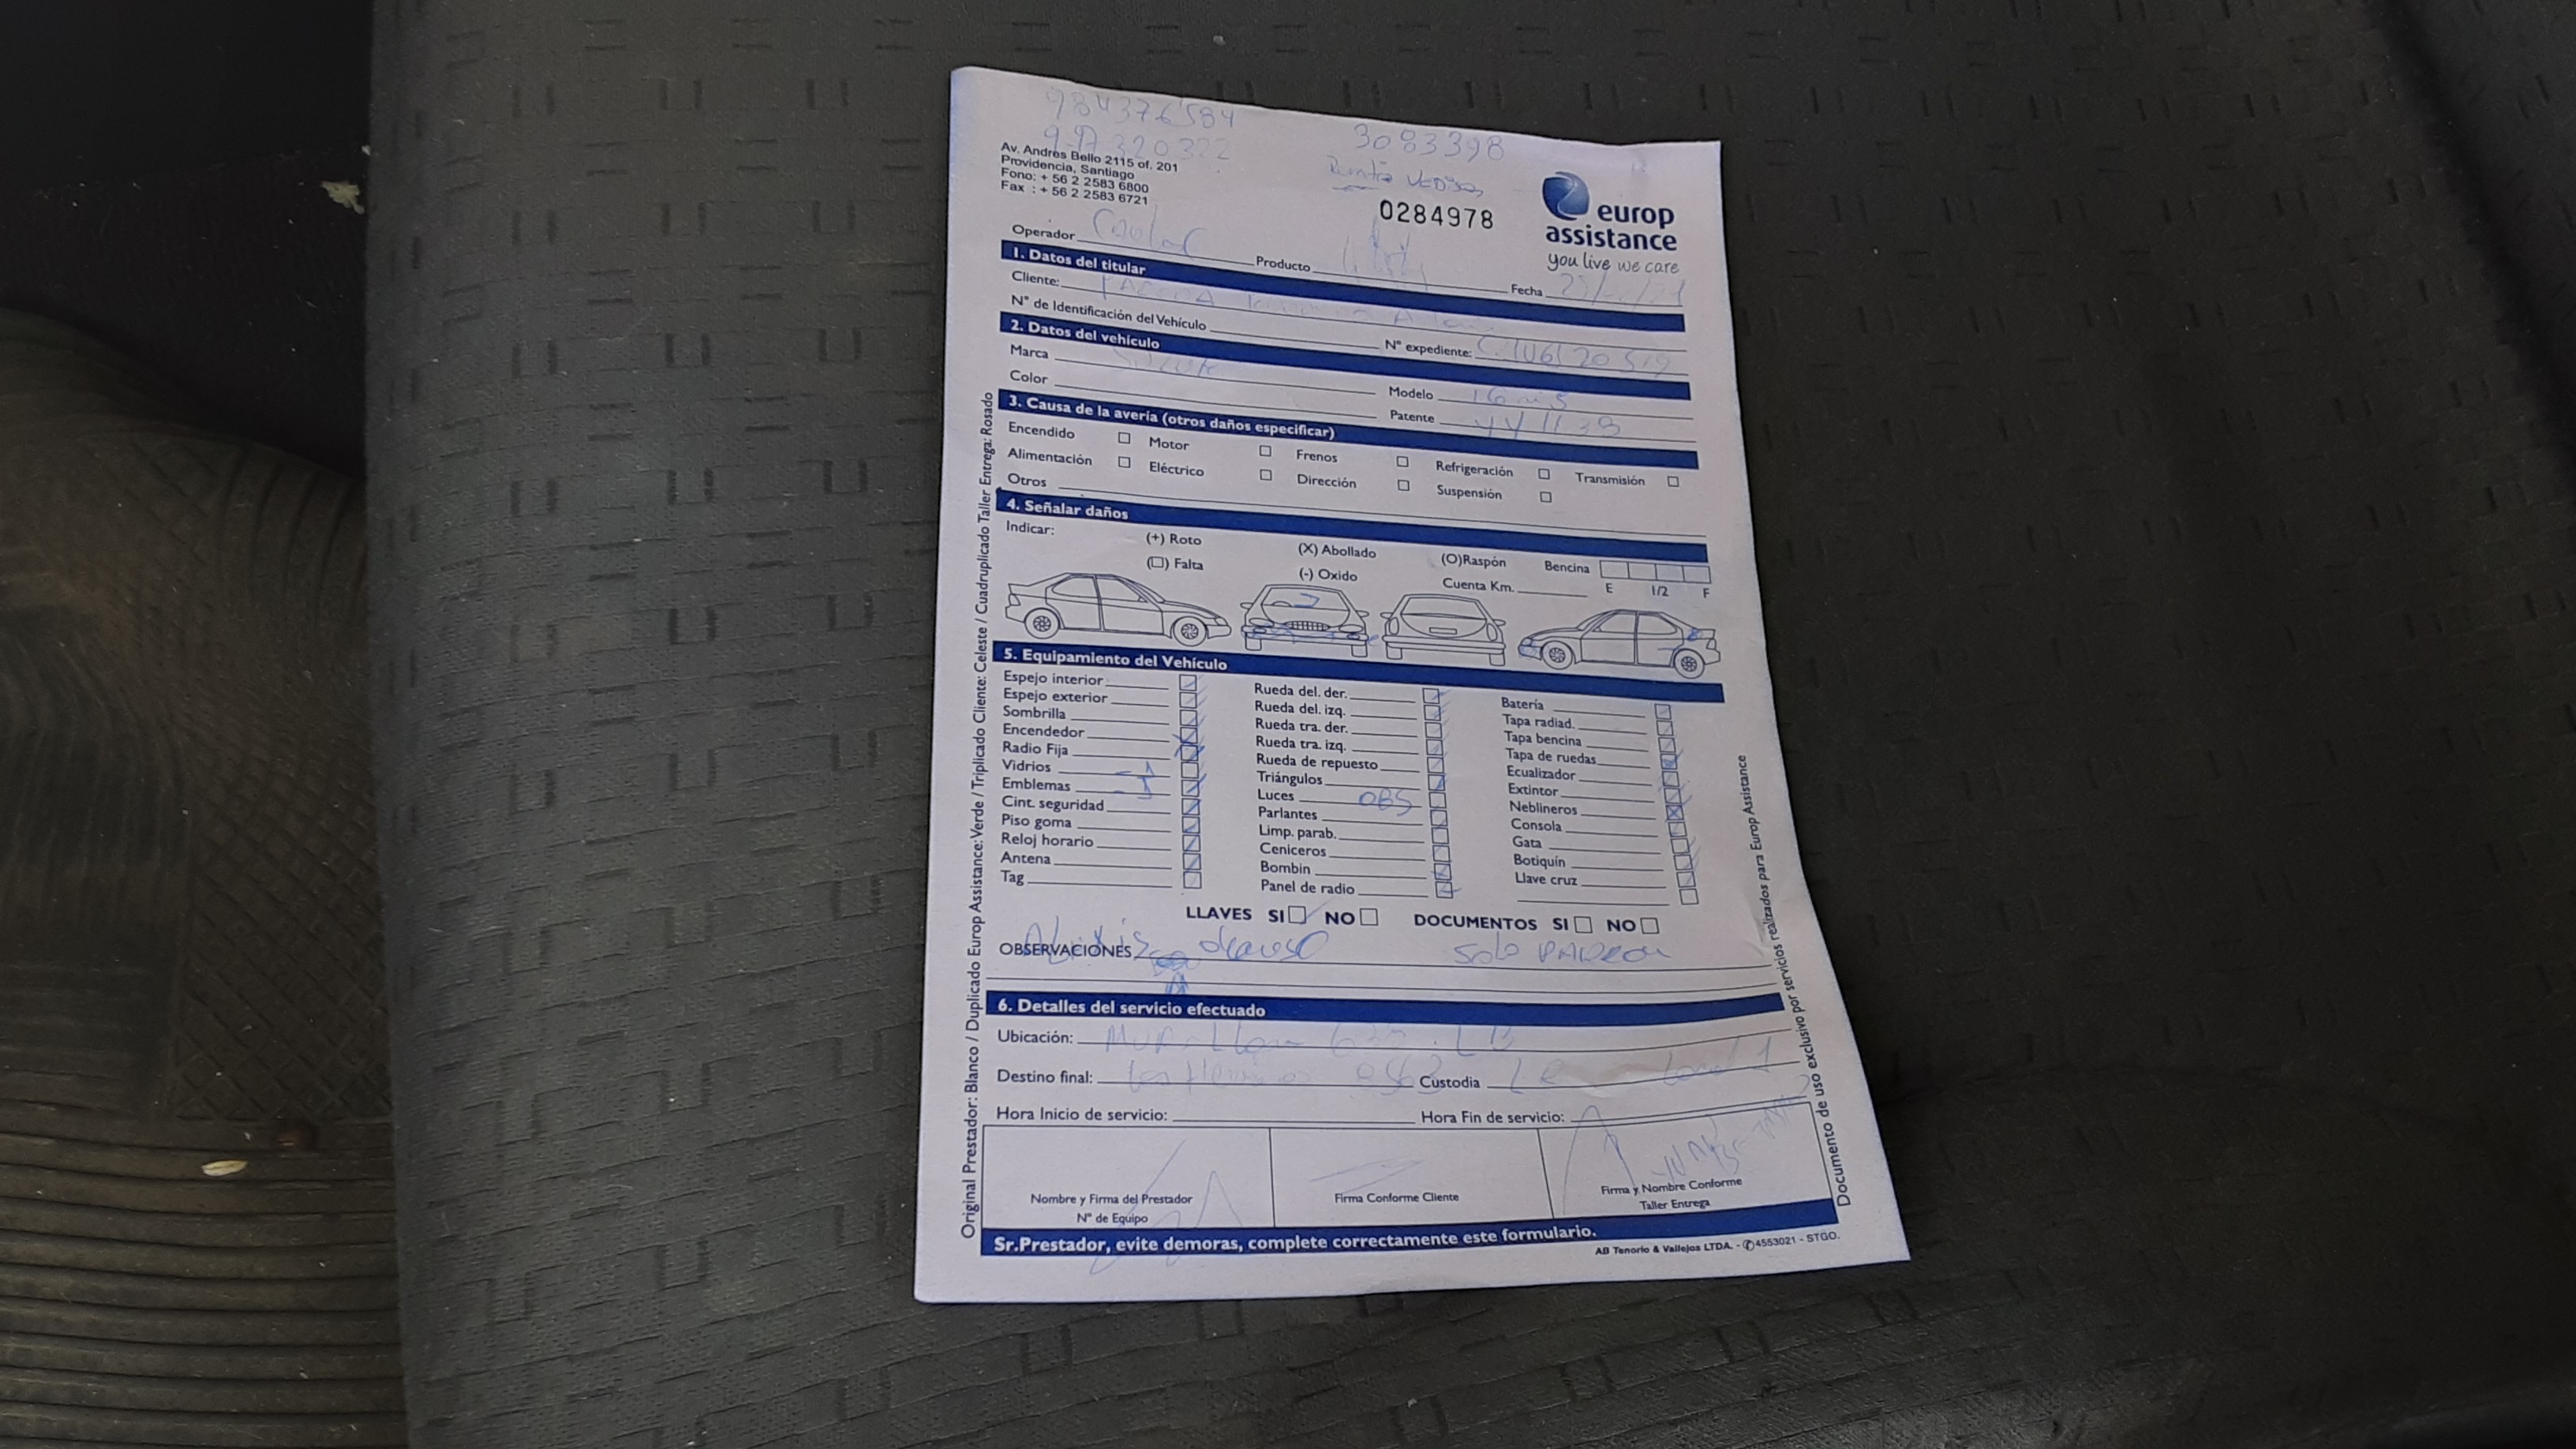 984376584
997320322
3083398
Av. Andrés Bello 2115 of. 201
Providencia, Santiago
Fono: + 56 2 2583 6800
Fax : + 56 2 2583 6721
0284978
europ
assistance
you live we care
Operador Producto Fecha
1. Datos del titular
Cliente:
N° de Identificación del Vehículo N° expediente:
2. Datos del vehículo
Marca Modelo
Color Patente
3. Causa de la avería (otros daños especificar)
Encendido Motor Frenos Refrigeración Transmisión
Alimentación Eléctrico Dirección Suspensión
Otros
4. Señalar daños
Indicar: (+) Roto (X) Abollado (O)Raspón Bencina
(☐) Falta (-) Oxido Cuenta Km. E 1/2 F
5. Equipamiento del Vehículo
Espejo interior Rueda del. der. Batería
Espejo exterior Rueda del. izq. Tapa radiad.
Sombrilla Rueda tra. der. Tapa bencina
Encendedor Rueda tra. izq. Tapa de ruedas
Radio Fija Rueda de repuesto Ecualizador
Vidrios -1 Triángulos Extintor
Emblemas Luces OBS Neblineros
Cint. seguridad Parlantes Consola
Piso goma Limp. parab. Gata
Reloj horario Ceniceros Botiquín
Antena Bombin Llave cruz
Tag Panel de radio
LLAVES SI NO DOCUMENTOS SI NO
OBSERVACIONES solo PADRON
6. Detalles del servicio efectuado
Ubicación:
Destino final: Custodia
Hora Inicio de servicio: Hora Fin de servicio:
Nombre y Firma del Prestador Firma Conforme Cliente Firma y Nombre Conforme
N° de Equipo Taller Entrega
Sr.Prestador, evite demoras, complete correctamente este formulario.
AB Tenorio & Vallejos LTDA. - ✆4553021 - STGO.
Original Prestador: Blanco / Duplicado Europ Assistance: Verde / Triplicado Cliente: Celeste / Cuadruplicado Taller Entrega: Rosado
Documento de uso exclusivo por servicios realizados para Europ Assistance